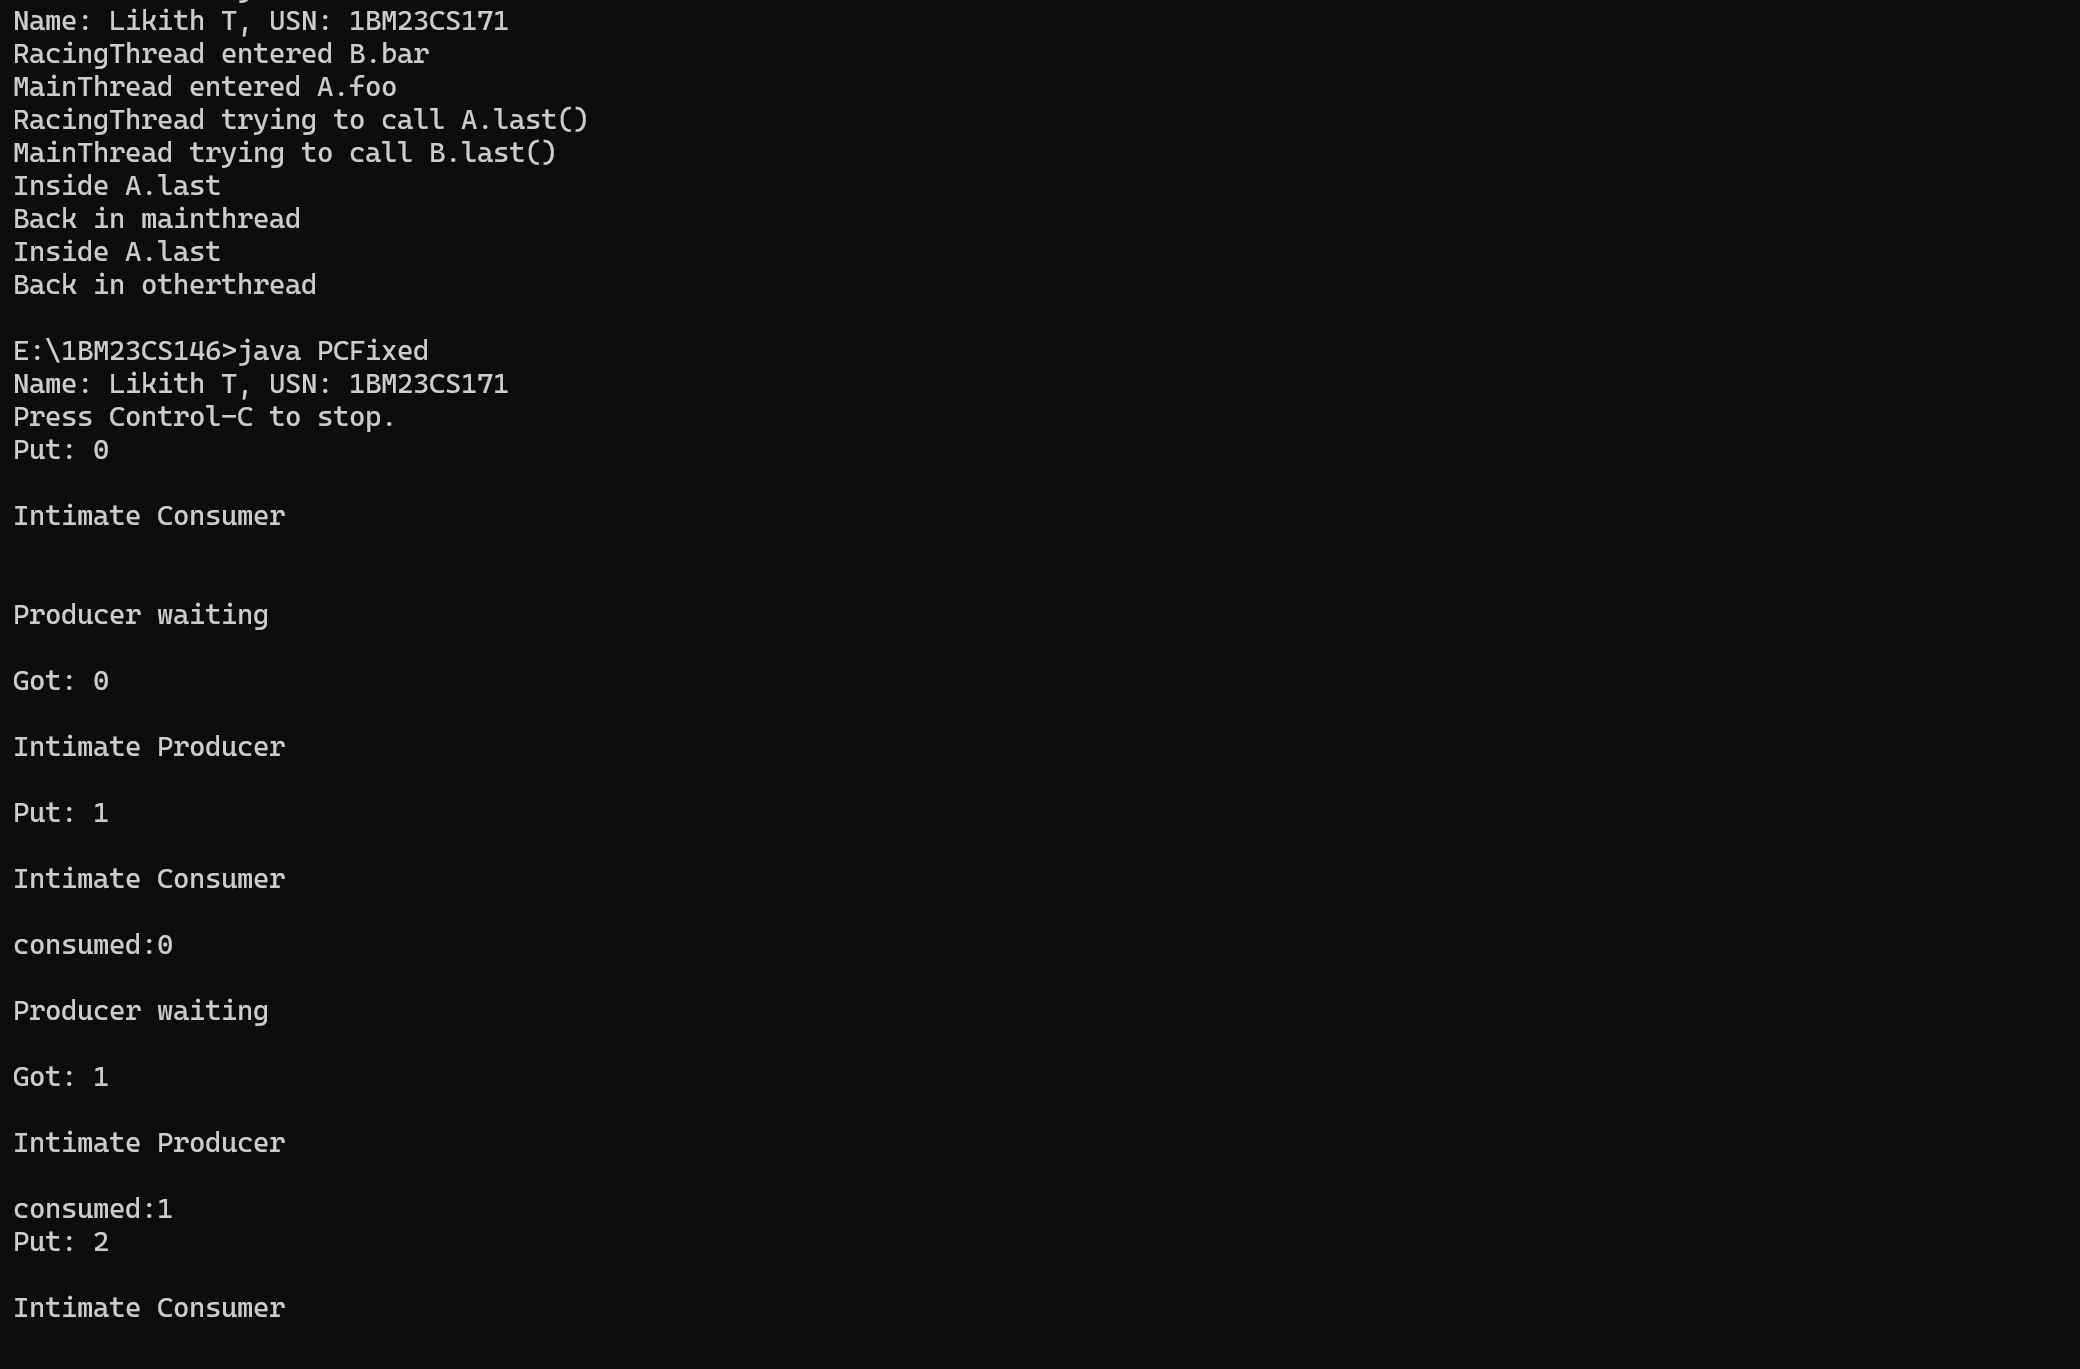 Name: Likith T, USN: 1BM23CS171
RacingThread entered B.bar
MainThread entered A.foo
RacingThread trying to call A.last()
MainThread trying to call B.last()
Inside A.last
Back in mainthread
Inside A.last
Back in otherthread
E:\1BM23CS146>java PCFixed
Name: Likith T, USN: 1BM23CS171
Press Control-C to stop.
Put: 0
Intimate Consumer
Producer waiting
Got: 0
Intimate Producer
Put: 1
Intimate Consumer
consumed:0
Producer waiting
Got: 1
Intimate Producer
consumed:1
Put: 2
Intimate Consumer